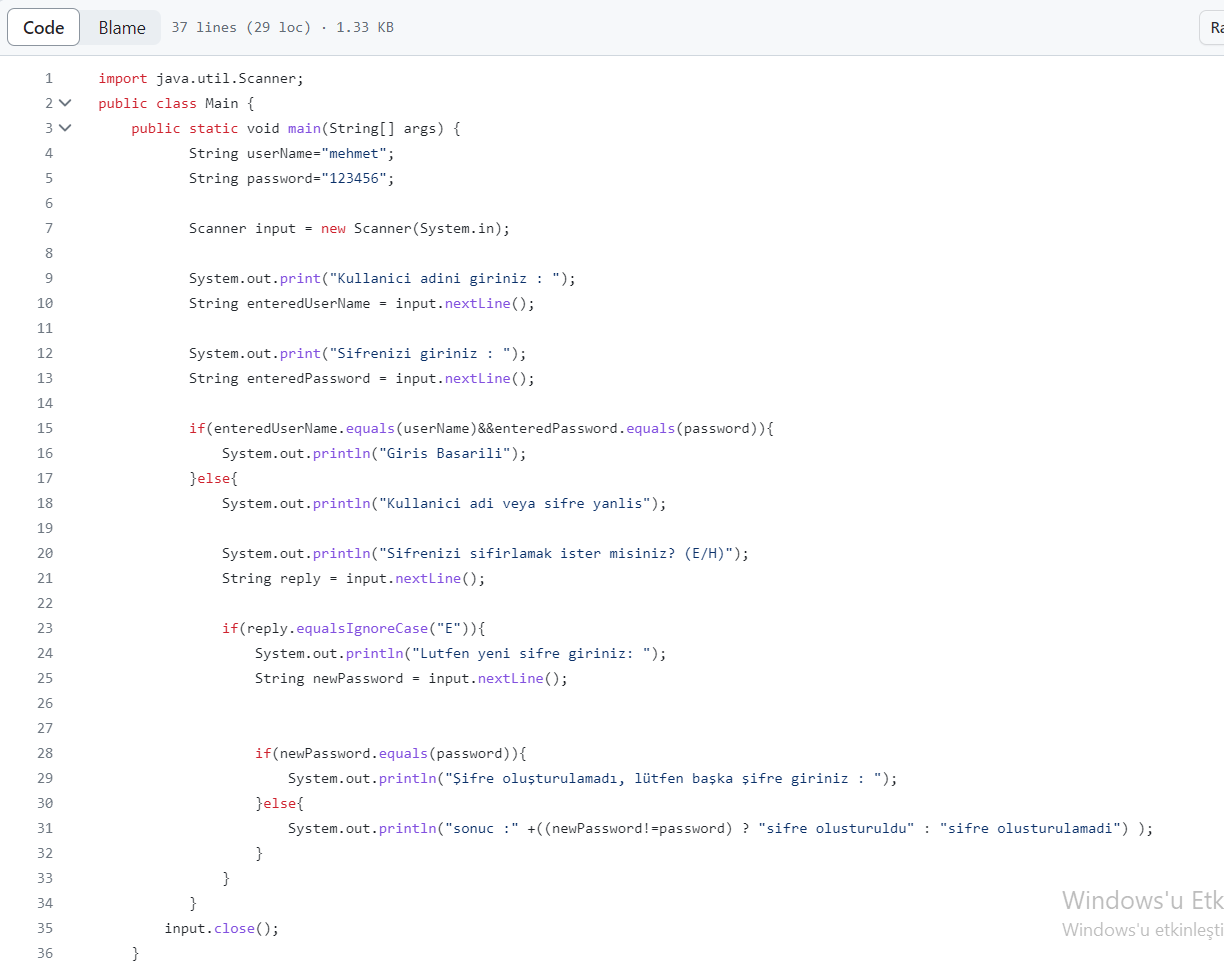 Code Blame 37 lines (29 loc) · 1.33 KB
1 import java.util.Scanner;
2 public class Main {
3 public static void main(String[] args) {
4 String userName="mehmet";
5 String password="123456";
6
7 Scanner input = new Scanner(System.in);
8
9 System.out.print("Kullanici adini giriniz : ");
10 String enteredUserName = input.nextLine();
11
12 System.out.print("Sifrenizi giriniz : ");
13 String enteredPassword = input.nextLine();
14
15 if(enteredUserName.equals(userName)&&enteredPassword.equals(password)){
16 System.out.println("Giris Basarili");
17 }else{
18 System.out.println("Kullanici adi veya sifre yanlis");
19
20 System.out.println("Sifrenizi sifirlamak ister misiniz? (E/H)");
21 String reply = input.nextLine();
22
23 if(reply.equalsIgnoreCase("E")){
24 System.out.println("Lutfen yeni sifre giriniz: ");
25 String newPassword = input.nextLine();
26
27
28 if(newPassword.equals(password)){
29 System.out.println("Şifre oluşturulamadı, lütfen başka şifre giriniz : ");
30 }else{
31 System.out.println("sonuc :" +((newPassword!=password) ? "sifre olusturuldu" : "sifre olusturulamadi") );
32 }
33 }
34 }
35 input.close();
36 }
Windows'u Etk
Windows'u etkinleşti